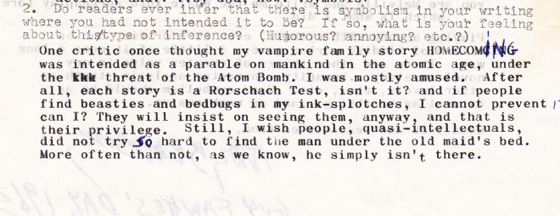 2. Do readers ever infer that there is symbolism in your writing
where you had not intended it to be? If so, what is your feeling
about this type of inference? (Humorous? annoying? etc.?)
One critic once thought my vampire family story HOMECOMING
was intended as a parable on mankind in the atomic age, under
the threat of the Atom Bomb. I was mostly amused. After
all, each story is a Rorschach Test, isn't it? and if people
find beasties and bedbugs in my ink-splotches, I cannot prevent it
can I? They will insist on seeing them, anyway, and that is
their privilege. Still, I wish people, quasi-intellectuals,
did not try so hard to find the man under the old maid's bed.
More often than not, as we know, he simply isn't there.